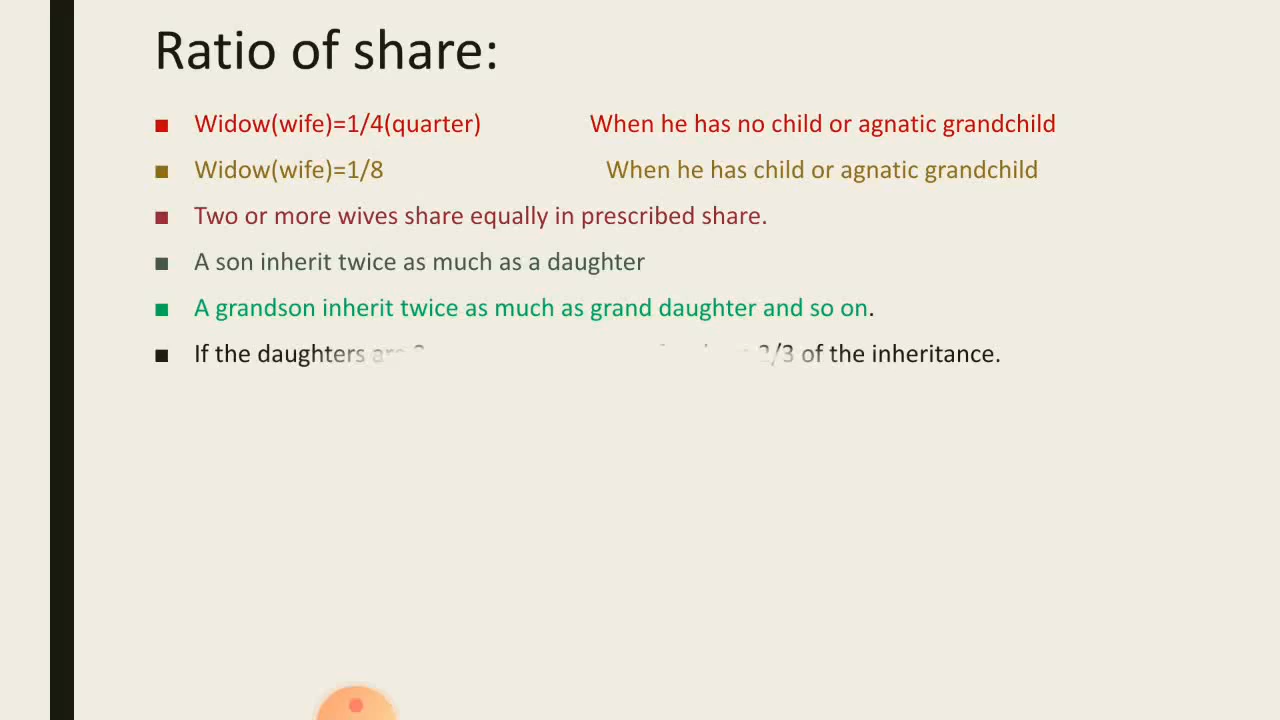 Ratio of share:
Widow(wife)=1/4(quarter) When he has no child or agnatic grandchild
Widow(wife)=1/8 When he has child or agnatic grandchild
Two or more wives share equally in prescribed share.
A son inherit twice as much as a daughter
A grandson inherit twice as much as grand daughter and so on.
If the daughters are 2/3 of the inheritance.